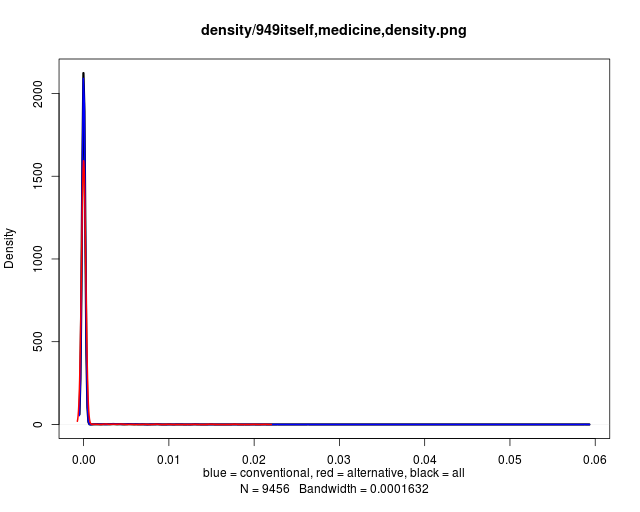 density/949itself,medicine,density.png
Density
2000
1500
1000
500
0
0.00 0.01 0.02 0.03 0.04 0.05 0.06
blue = conventional, red = alternative, black = all
N = 9456 Bandwidth = 0.0001632